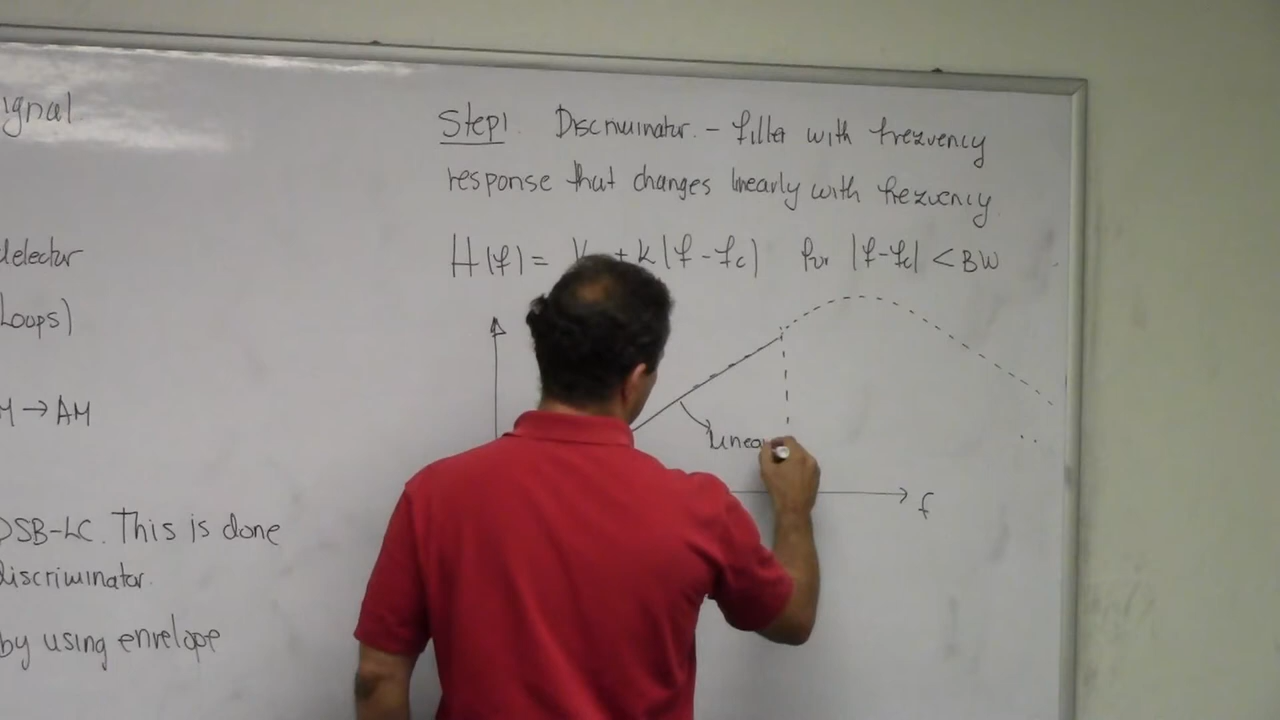 ignal
Step1. Discriminator. - filter with frequency
response that changes linearly with frequency
H(f) = V + k(f-fc) for |f-fc| < BW
detector
Loops)
M → AM
DSB-LC. This is done
discriminator.
by using envelope
Linear
f